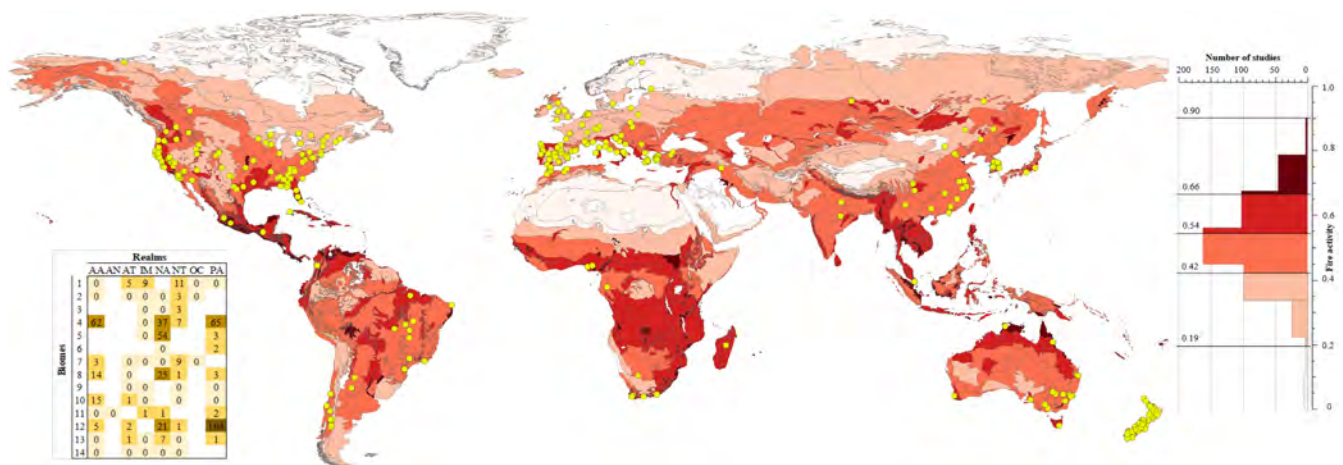 Number of studies
200 150 100 50 0
1.0
0.90
0.8
0.66
0.6
0.54
0.42
0.4
0.19
0.2
0
Fire activity
Realms
AA AN AT IM NA NT OC PA
Biomes
1 0 5 9 11 0 0
2 0 0 0 0 3 0
3 0 0 3
4 62 0 37 7 65
5 0 54 3
6 0 2
7 3 0 0 0 9 0
8 14 0 0 1 3
9 0 0 0 0 0
10 15 1 0 0 0
11 0 0 1 1 2
12 5 2 0 21 1
13 0 1 0 7 0 1
14 0 0 0 0 0